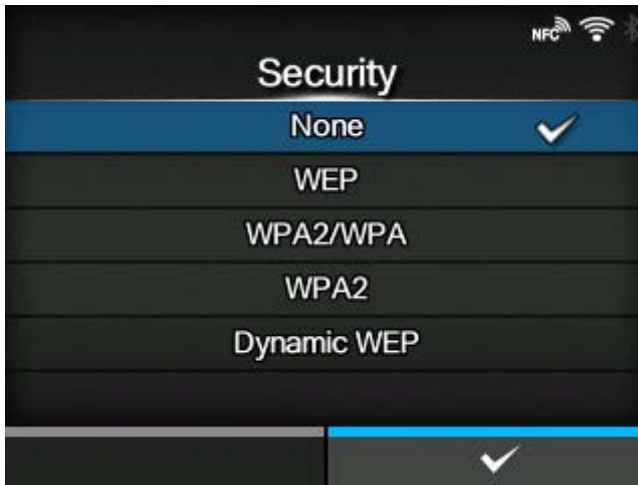 NFC
Security
None
WEP
WPA2/WPA
WPA2
Dynamic WEP